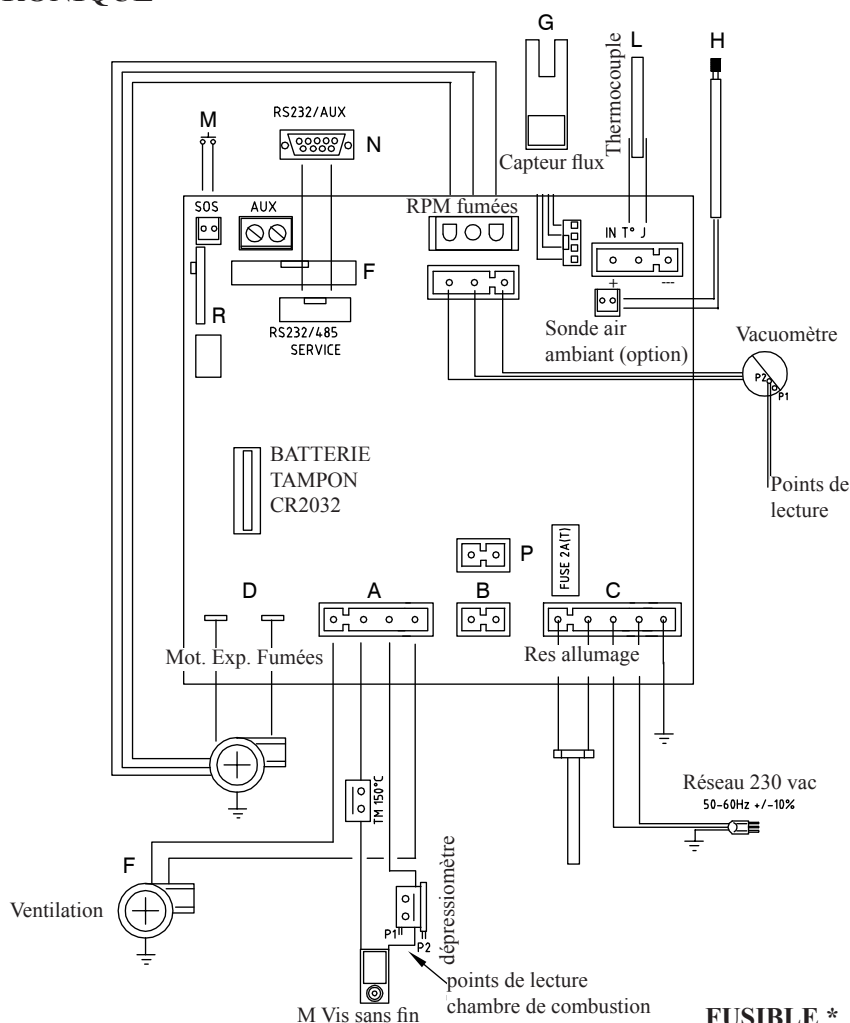 G
L
H
Thermocouple
M
RS232/AUX
N
Capteur flux
SOS
AUX
RPM fumées
IN T° J
F
+
---
R
RS232/485
SERVICE
Sonde air
ambiant (option)
Vacuomètre
P2
P1
BATTERIE
TAMPON
CR2032
Points de
lecture
P
FUSE 2A(T)
D
A
B
C
Mot. Exp. Fumées
Res allumage
TM 150°C
Réseau 230 vac
50-60Hz +/-10%
F
Ventilation
dépressiomètre
P1
P2
points de lecture
chambre de combustion
M Vis sans fin
FUSIBLE *